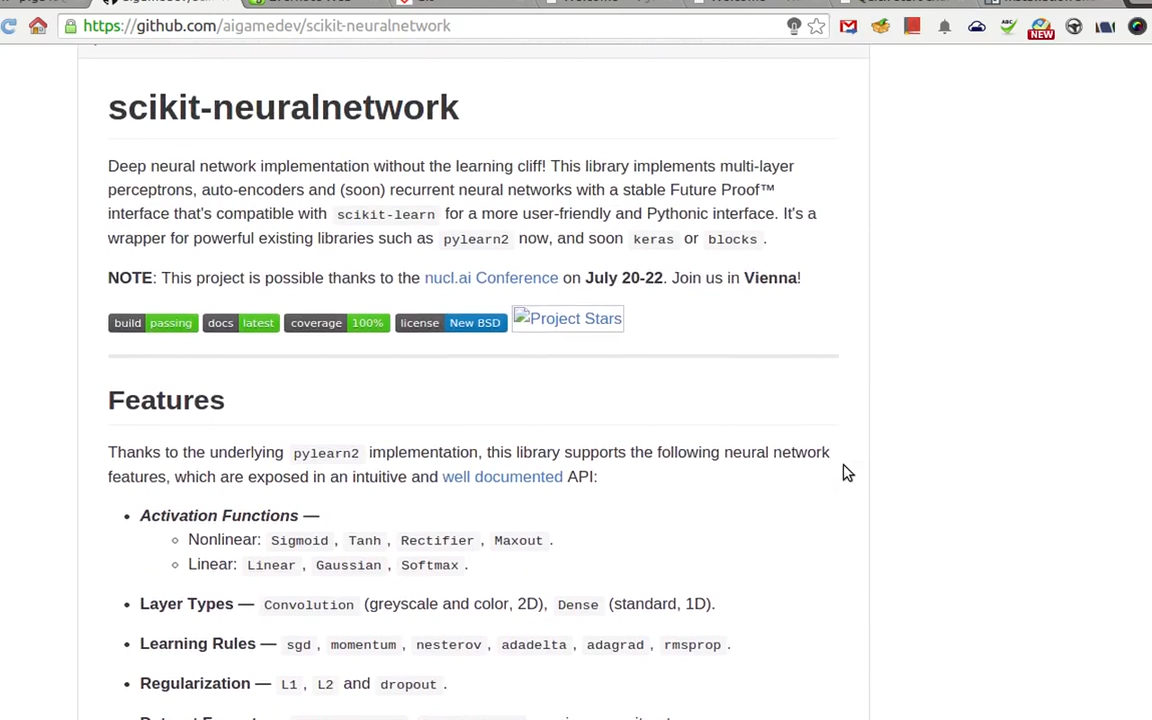 https://github.com/aigamedev/scikit-neuralnetwork
NEW
scikit-neuralnetwork
Deep neural network implementation without the learning cliff! This library implements multi-layer
perceptrons, auto-encoders and (soon) recurrent neural networks with a stable Future Proof™
interface that's compatible with scikit-learn for a more user-friendly and Pythonic interface. It's a
wrapper for powerful existing libraries such as pylearn2 now, and soon keras or blocks .
NOTE: This project is possible thanks to the nucl.ai Conference on July 20-22. Join us in Vienna!
build passing docs latest coverage 100% license New BSD Project Stars
Features
Thanks to the underlying pylearn2 implementation, this library supports the following neural network
features, which are exposed in an intuitive and well documented API:
• Activation Functions —
◦ Nonlinear: Sigmoid , Tanh , Rectifier , Maxout .
◦ Linear: Linear , Gaussian , Softmax .
• Layer Types — Convolution (greyscale and color, 2D), Dense (standard, 1D).
• Learning Rules — sgd , momentum , nesterov , adadelta , adagrad , rmsprop .
• Regularization — L1 , L2 and dropout .